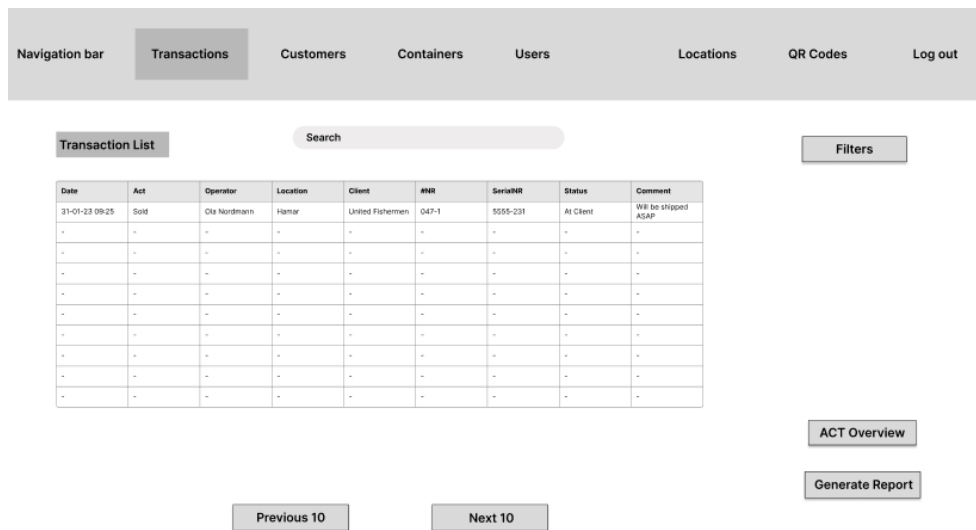 Navigation bar Transactions Customers Containers Users Locations QR Codes Log out
Transaction List Search Filters
Date Act Operator Location Client #NR SerialNR Status Comment
31-01-23 09:25 Sold Ola Nordmann Hamar United Fishermen 047-1 5555-231 At Client Will be shipped
ASAP
- - - - - - - - -
- - - - - - - - -
- - - - - - - - -
- - - - - - - - -
- - - - - - - - -
- - - - - - - - -
- - - - - - - - -
- - - - - - - - -
- - - - - - - - -
ACT Overview
Generate Report
Previous 10 Next 10